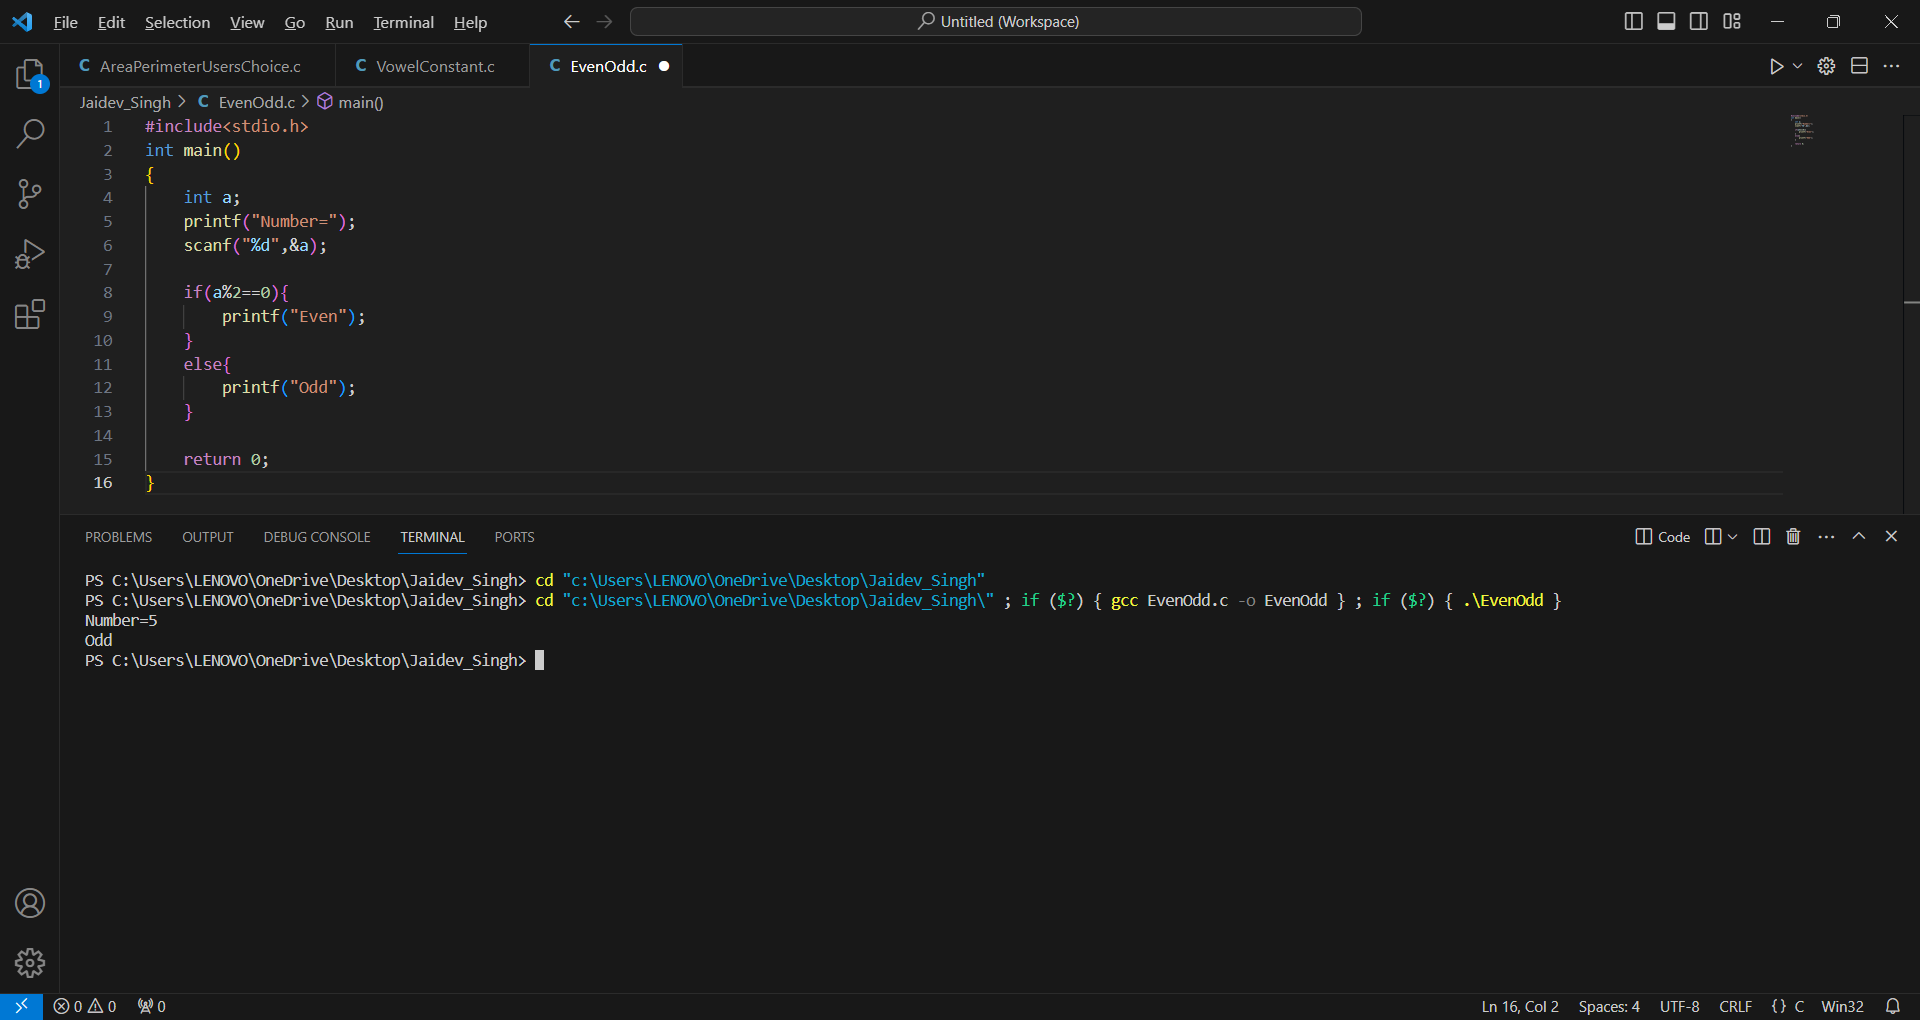 File Edit Selection View Go Run Terminal Help Untitled (Workspace)
1
C AreaPerimeterUsersChoice.c C VowelConstant.c C EvenOdd.c
Jaidev_Singh > C EvenOdd.c > main()
1 #include<stdio.h>
2 int main()
3 {
4 int a;
5 printf("Number=");
6 scanf("%d",&a);
7
8 if(a%2==0){
9 printf("Even");
10 }
11 else{
12 printf("Odd");
13 }
14
15 return 0;
16 }
PROBLEMS OUTPUT DEBUG CONSOLE TERMINAL PORTS Code
PS C:\Users\LENOVO\OneDrive\Desktop\Jaidev_Singh> cd "c:\Users\LENOVO\OneDrive\Desktop\Jaidev_Singh"
PS C:\Users\LENOVO\OneDrive\Desktop\Jaidev_Singh> cd "c:\Users\LENOVO\OneDrive\Desktop\Jaidev_Singh\" ; if ($?) { gcc EvenOdd.c -o EvenOdd } ; if ($?) { .\EvenOdd }
Number=5
Odd
PS C:\Users\LENOVO\OneDrive\Desktop\Jaidev_Singh>
0 0 0 Ln 16, Col 2 Spaces: 4 UTF-8 CRLF {} C Win32